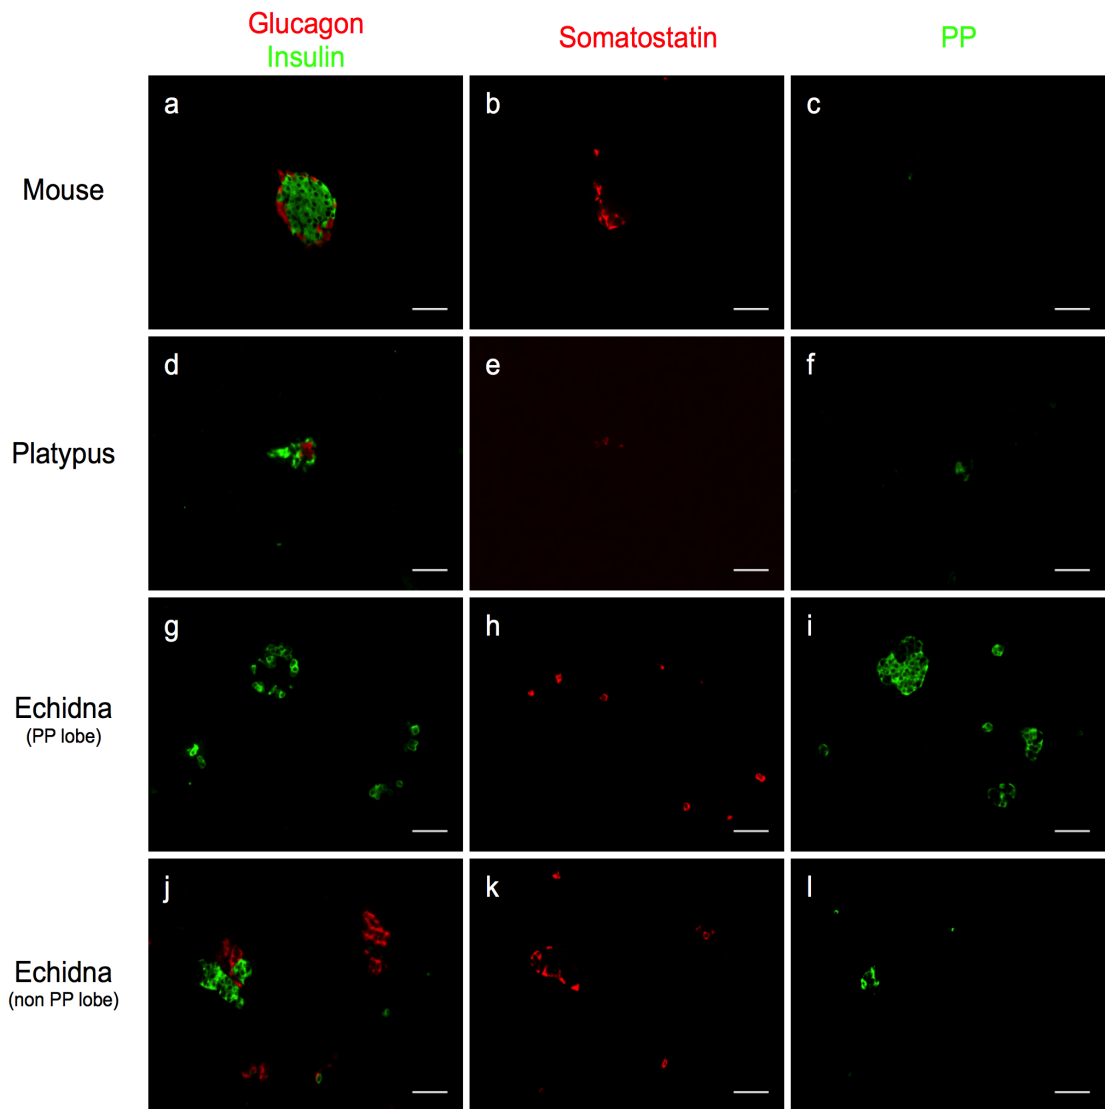 Glucagon
Insulin
Somatostatin
PP
Mouse
a
b
c
Platypus
d
e
f
Echidna
(PP lobe)
g
h
i
Echidna
(non PP lobe)
j
k
l